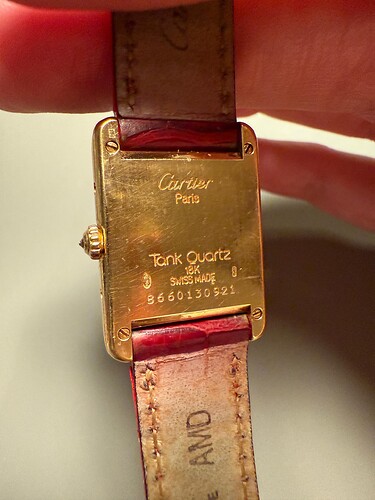 Cartier
Paris
Tank Quartz
18K
SWISS MADE
8660130921
AMD